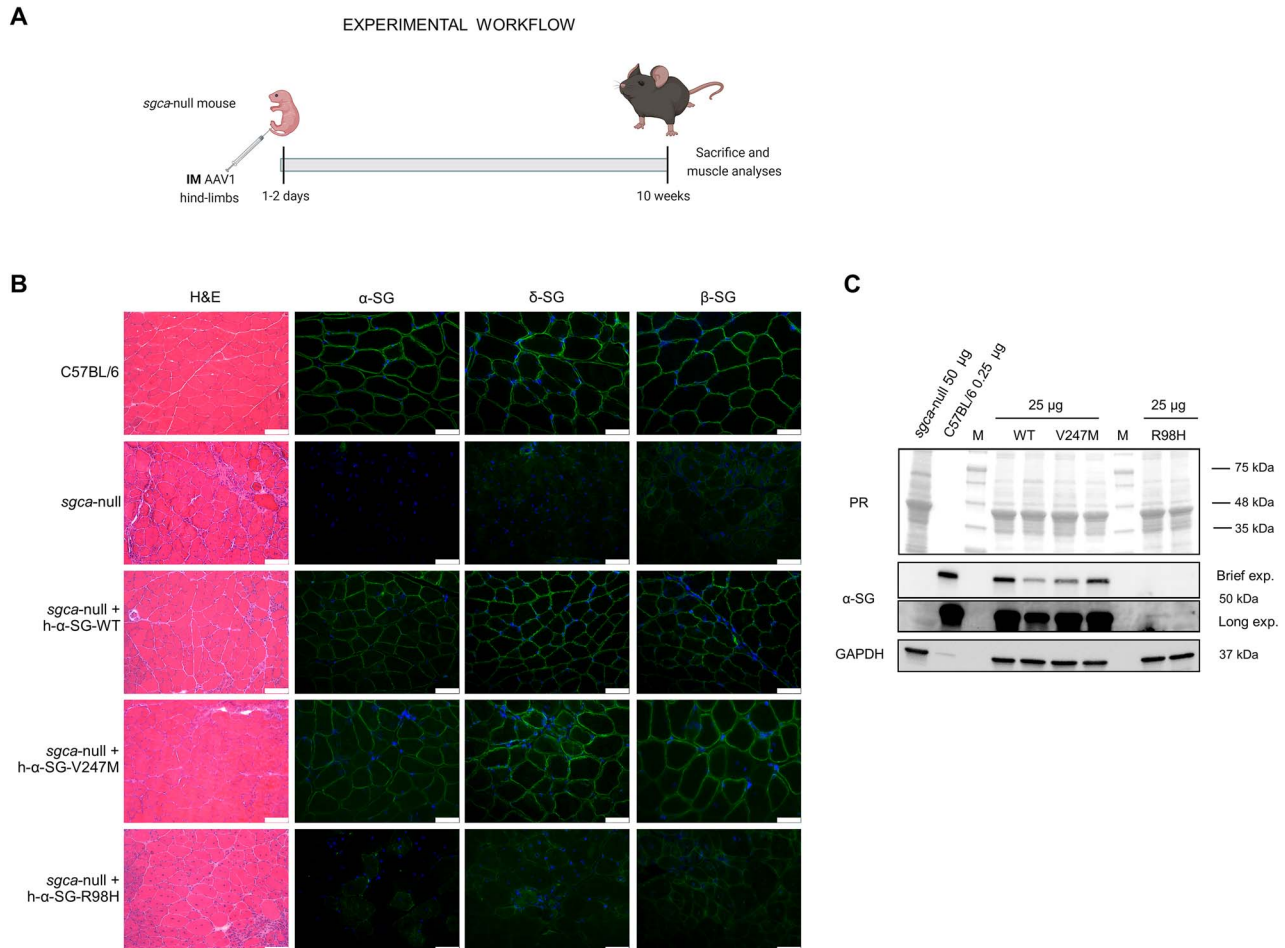 A
EXPERIMENTAL WORKFLOW
sgca-null mouse
IM AAV1
hind-limbs
1-2 days
10 weeks
Sacrifice and
muscle analyses
B
H&E
α-SG
δ-SG
β-SG
C57BL/6
sgca-null
sgca-null +
h-α-SG-WT
sgca-null +
h-α-SG-V247M
sgca-null +
h-α-SG-R98H
C
sgca-null 50 µg
C57BL/6 0.25 µg
25 µg
25 µg
M
WT
V247M
M
R98H
PR
75 kDa
48 kDa
35 kDa
α-SG
Brief exp.
50 kDa
Long exp.
GAPDH
37 kDa